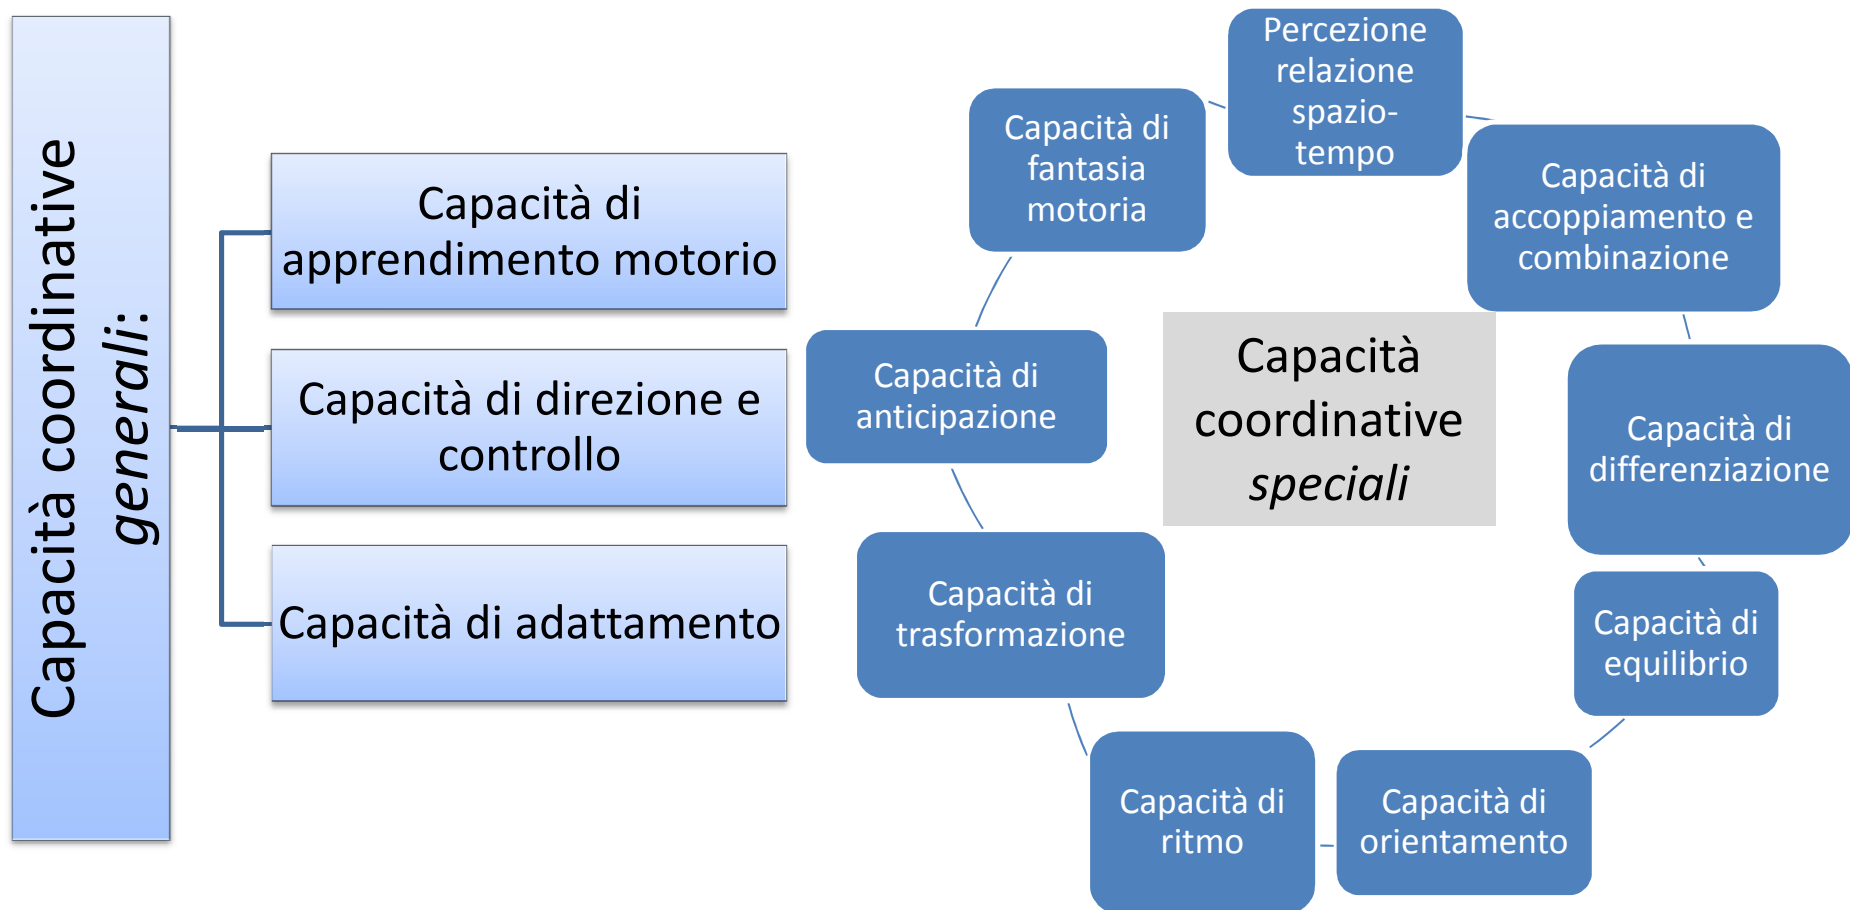 Capacità coordinative
generali:
Capacità di
apprendimento motorio
Capacità di direzione e
controllo
Capacità di adattamento
Percezione
relazione
spazio-
tempo
Capacità di
accoppiamento e
combinazione
Capacità di
differenziazione
Capacità di
equilibrio
Capacità di
orientamento
Capacità di
ritmo
Capacità di
trasformazione
Capacità di
anticipazione
Capacità di
fantasia
motoria
Capacità
coordinative
speciali